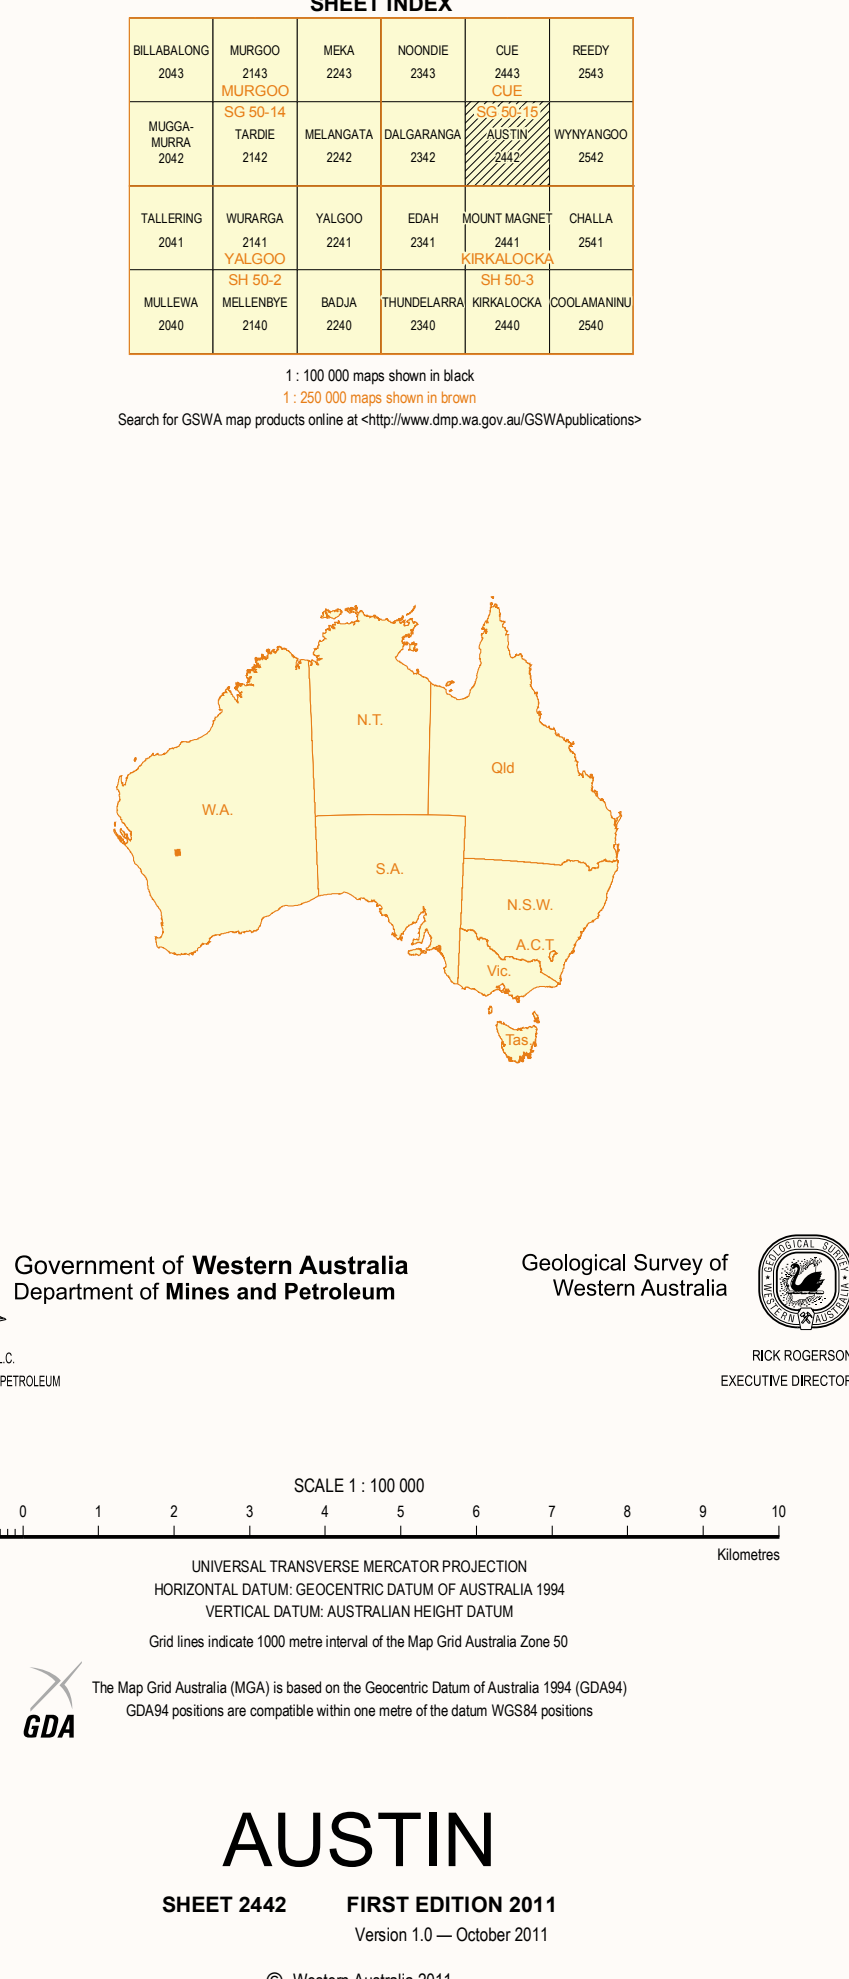 SHEET INDEX
BILLABALONG MURGOO MEKA NOONDIE CUE REEDY
2043 2143 2243 2343 2443 2543
MURGOO CUE
SG 50-14 SG 50-15
MUGGA-
MURRA TARDIE MELANGATA DALGARANGA AUSTIN WYNYANGOO
2042 2142 2242 2342 2442 2542
TALLERING WURARGA YALGOO EDAH MOUNT MAGNET CHALLA
2041 2141 2241 2341 2441 2541
YALGOO KIRKALOCKA
SH 50-2 SH 50-3
MULLEWA MELLENBYE BADJA THUNDELARRA KIRKALOCKA COOLAMANINU
2040 2140 2240 2340 2440 2540
1 : 100 000 maps shown in black
1 : 250 000 maps shown in brown
Search for GSWA map products online at <http://www.dmp.wa.gov.au/GSWApublications>
N.T.
Qld
W.A.
S.A.
N.S.W.
A.C.T
Vic.
Tas.
Government of Western Australia
Department of Mines and Petroleum
Geological Survey of
Western Australia
GEOLOGICAL SURVEY
WESTERN AUSTRALIA
L.C.
PETROLEUM
RICK ROGERSON
EXECUTIVE DIRECTOR
SCALE 1 : 100 000
0 1 2 3 4 5 6 7 8 9 10
Kilometres
UNIVERSAL TRANSVERSE MERCATOR PROJECTION
HORIZONTAL DATUM: GEOCENTRIC DATUM OF AUSTRALIA 1994
VERTICAL DATUM: AUSTRALIAN HEIGHT DATUM
Grid lines indicate 1000 metre interval of the Map Grid Australia Zone 50
GDA
The Map Grid Australia (MGA) is based on the Geocentric Datum of Australia 1994 (GDA94)
GDA94 positions are compatible within one metre of the datum WGS84 positions
AUSTIN
SHEET 2442 FIRST EDITION 2011
Version 1.0 — October 2011
© Western Australia 2011